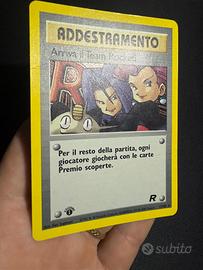 ADDESTRAMENTO
Arriva il Team Rocket!
R
Per il resto della partita, ogni
giocatore giocherà con le carte
Premio scoperte.
1
R
subito